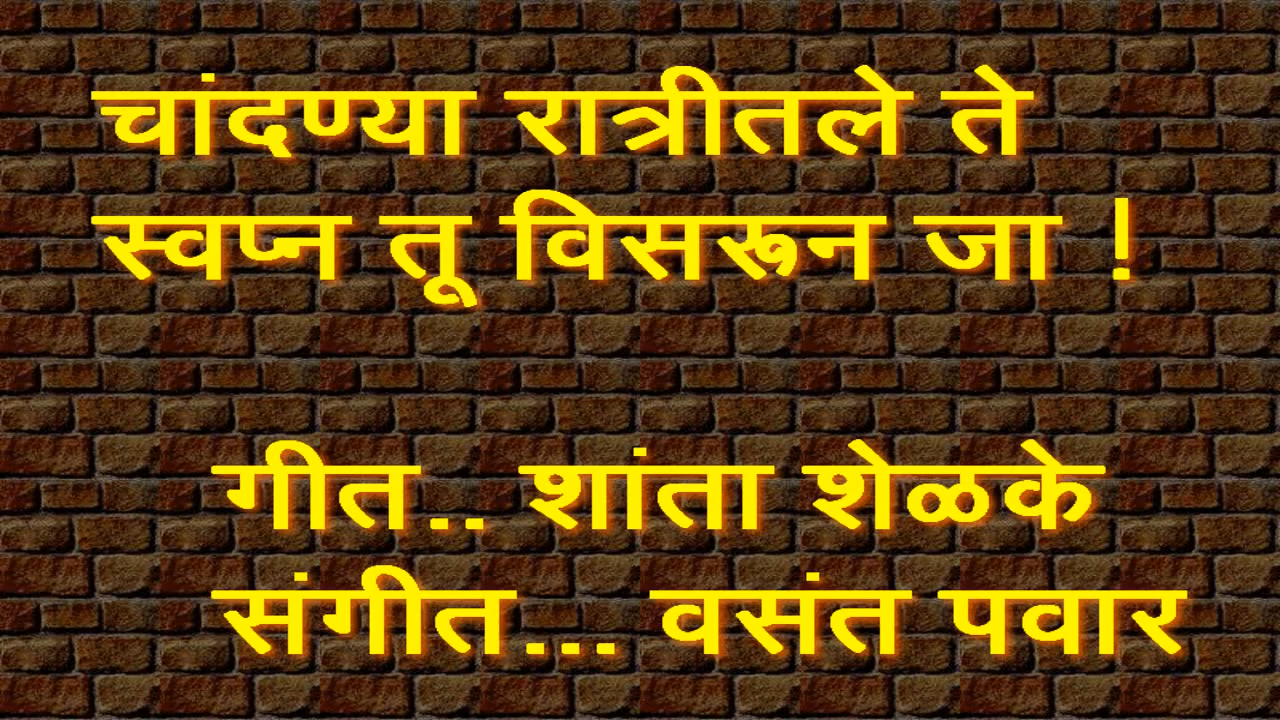 चांदण्या रात्रीतले ते
स्वप्न तू विसरून जा !
गीत.. शांता शेळके
संगीत... वसंत पवार